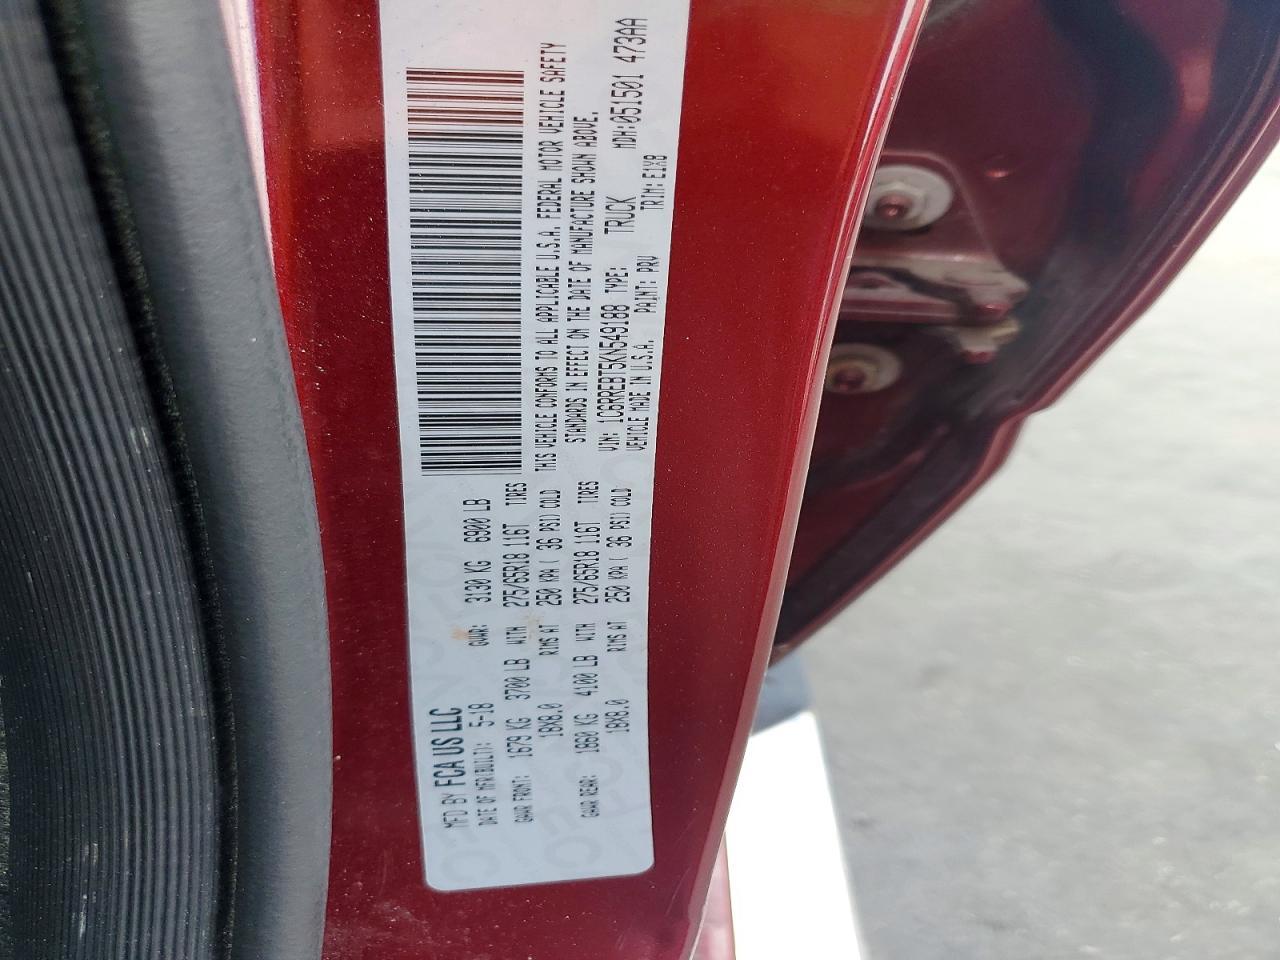 MFD BY FCA US LLC
DATE OF MFR(BUILT): 5-18 GVWR: 3130 KG 6900 LB
GAWR FRONT: 1679 KG 3700 LB WITH 275/65R18 116T TIRES
18X8.0 RIMS AT 250 KPA ( 36 PSI) COLD
GAWR REAR: 1860 KG 4100 LB WITH 275/65R18 116T TIRES
18X8.0 RIMS AT 250 KPA ( 36 PSI) COLD
THIS VEHICLE CONFORMS TO ALL APPLICABLE U.S.A. FEDERAL MOTOR VEHICLE SAFETY
STANDARDS IN EFFECT ON THE DATE OF MANUFACTURE SHOWN ABOVE.
VIN: 1C6RREBT5KN549188 TYPE: TRUCK MDH: 051501 473AA
VEHICLE MADE IN U.S.A. PAINT: PRV TRIM: E1X8